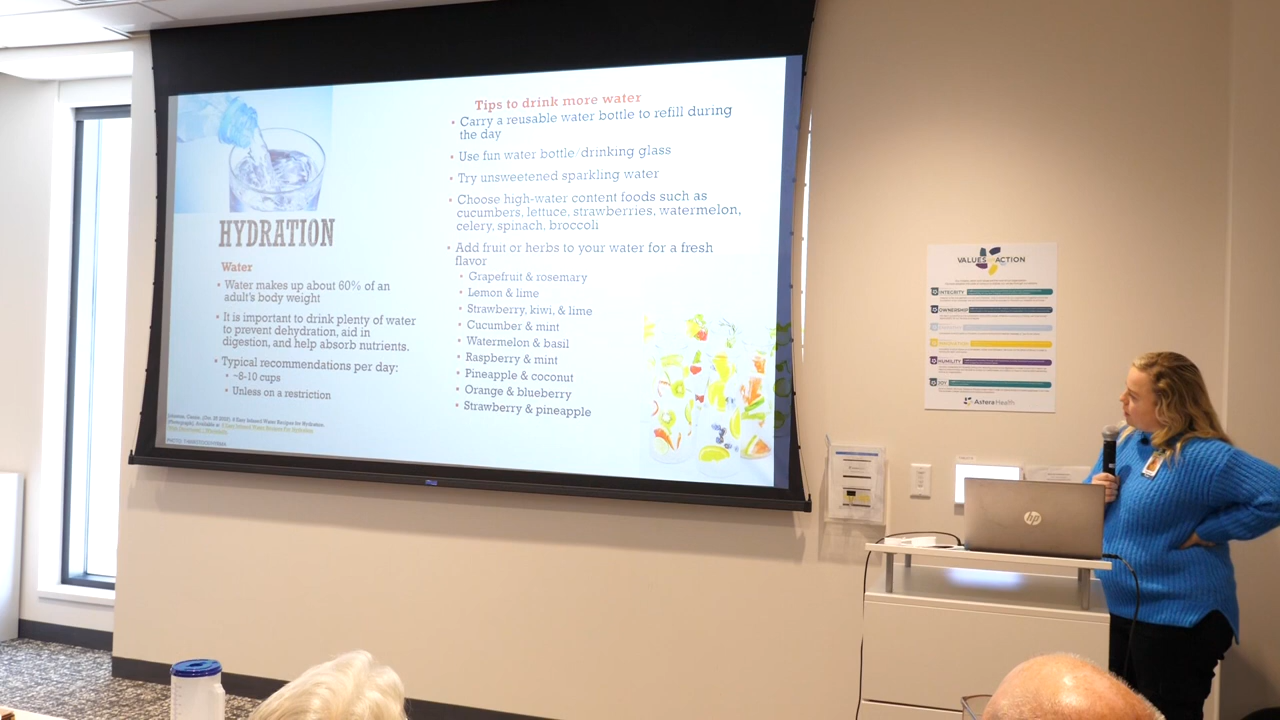 HYDRATION
Water
• Water makes up about 60% of an
adult's body weight
• It is important to drink plenty of water
to prevent dehydration, aid in
digestion, and help absorb nutrients.
• Typical recommendations per day:
• ~8-10 cups
• Unless on a restriction
Tips to drink more water
• Carry a reusable water bottle to refill during
the day
• Use fun water bottle/drinking glass
• Try unsweetened sparkling water
• Choose high-water content foods such as
cucumbers, lettuce, strawberries, watermelon,
celery, spinach, broccoli
• Add fruit or herbs to your water for a fresh
flavor
• Grapefruit & rosemary
• Lemon & lime
• Strawberry, kiwi, & lime
• Cucumber & mint
• Watermelon & basil
• Raspberry & mint
• Pineapple & coconut
• Orange & blueberry
• Strawberry & pineapple
VALUES ACTION
INTEGRITY
OWNERSHIP
HUMILITY
JOY
Astera Health
hp